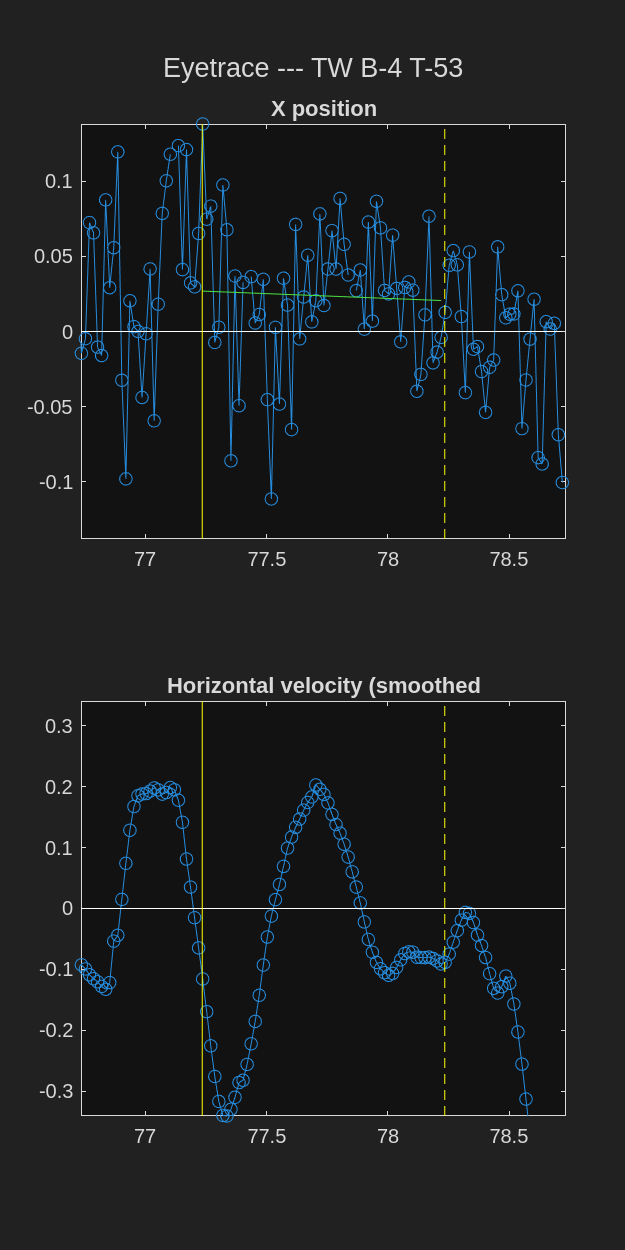 Eyetrace --- TW B-4 T-53
X position
0.1
0.05
0
-0.05
-0.1
77 77.5 78 78.5
Horizontal velocity (smoothed
0.3
0.2
0.1
0
-0.1
-0.2
-0.3
77 77.5 78 78.5